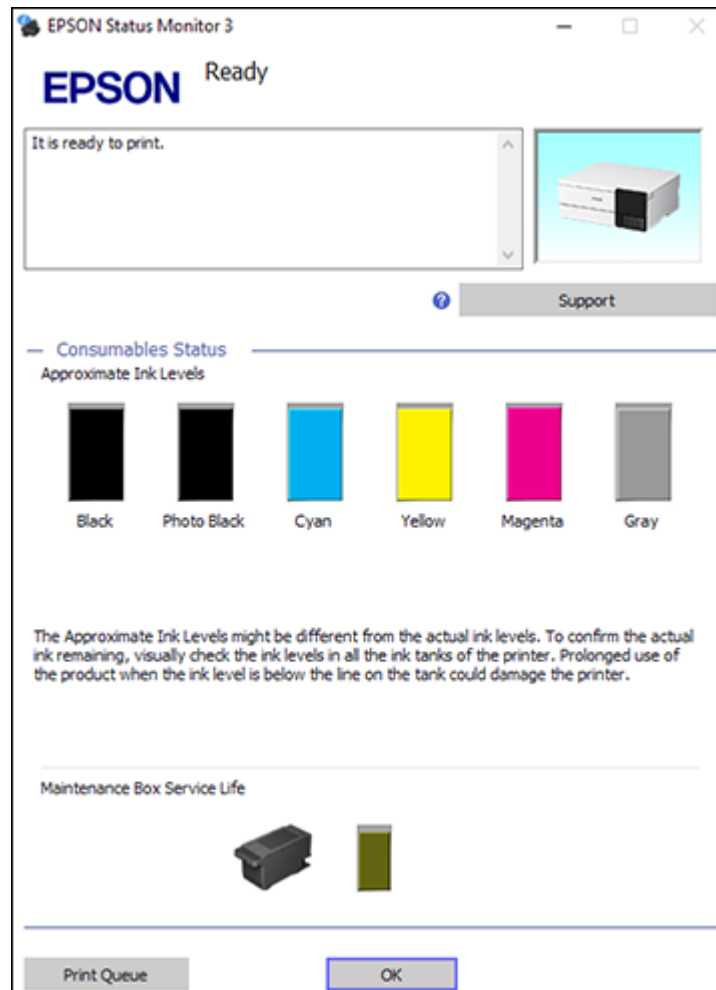 EPSON Status Monitor 3
EPSON
Ready
It is ready to print.
Support
Consumables Status
Approximate Ink Levels
Black
Photo Black
Cyan
Yellow
Magenta
Gray
The Approximate Ink Levels might be different from the actual ink levels. To confirm the actual
ink remaining, visually check the ink levels in all the ink tanks of the printer. Prolonged use of
the product when the ink level is below the line on the tank could damage the printer.
Maintenance Box Service Life
Print Queue
OK